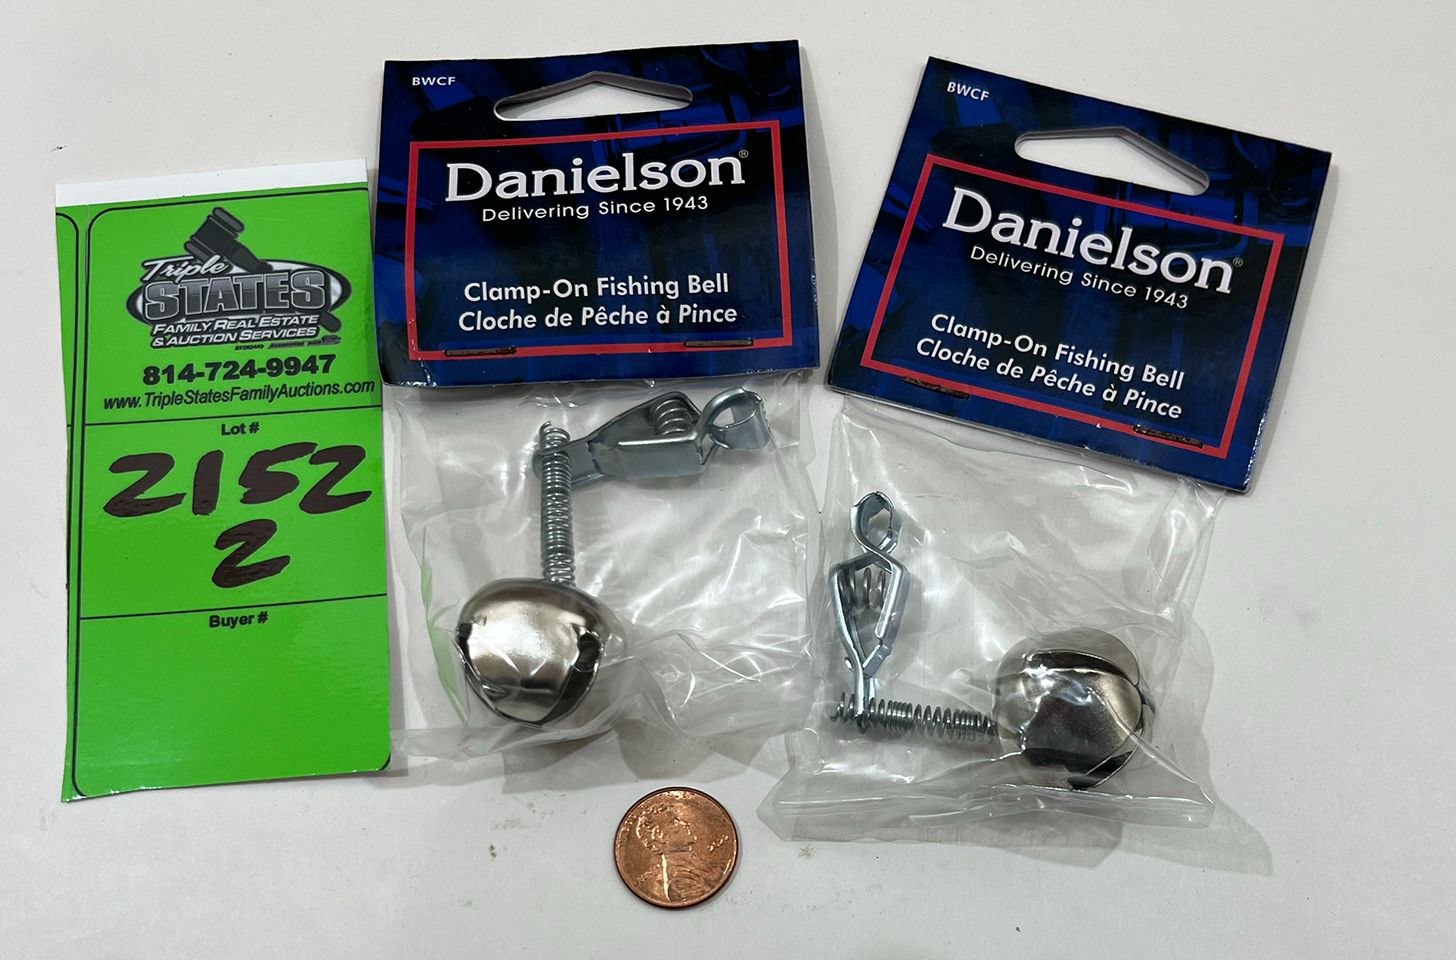 Triple
STATES
FAMILY, REAL ESTATE
& AUCTION SERVICES
814-724-9947
www.TripleStatesFamilyAuctions.com
Lot #
2152
2
Buyer #
BWCF
Danielson®
Delivering Since 1943
Clamp-On Fishing Bell
Cloche de Pêche à Pince
BWCF
Danielson®
Delivering Since 1943
Clamp-On Fishing Bell
Cloche de Pêche à Pince